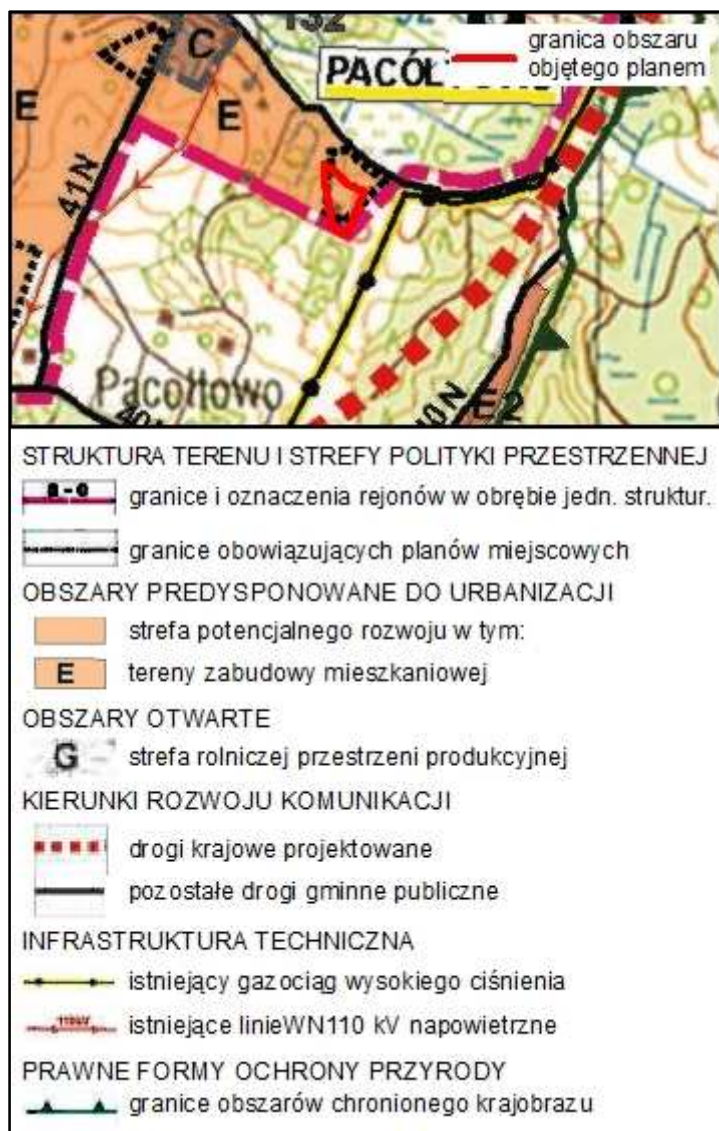 132
C
granica obszaru
objętego planem
E
E
41N
Pacołtowo
40N
E2
STRUKTURA TERENU I STREFY POLITYKI PRZESTRZENNEJ
granice i oznaczenia rejonów w obrębie jedn. struktur.
granice obowiązujących planów miejscowych
OBSZARY PREDYSPONOWANE DO URBANIZACJI
strefa potencjalnego rozwoju w tym:
E tereny zabudowy mieszkaniowej
OBSZARY OTWARTE
G strefa rolniczej przestrzeni produkcyjnej
KIERUNKI ROZWOJU KOMUNIKACJI
drogi krajowe projektowane
pozostałe drogi gminne publiczne
INFRASTRUKTURA TECHNICZNA
istniejący gazociąg wysokiego ciśnienia
110kV istniejące linieWN110 kV napowietrzne
PRAWNE FORMY OCHRONY PRZYRODY
granice obszarów chronionego krajobrazu